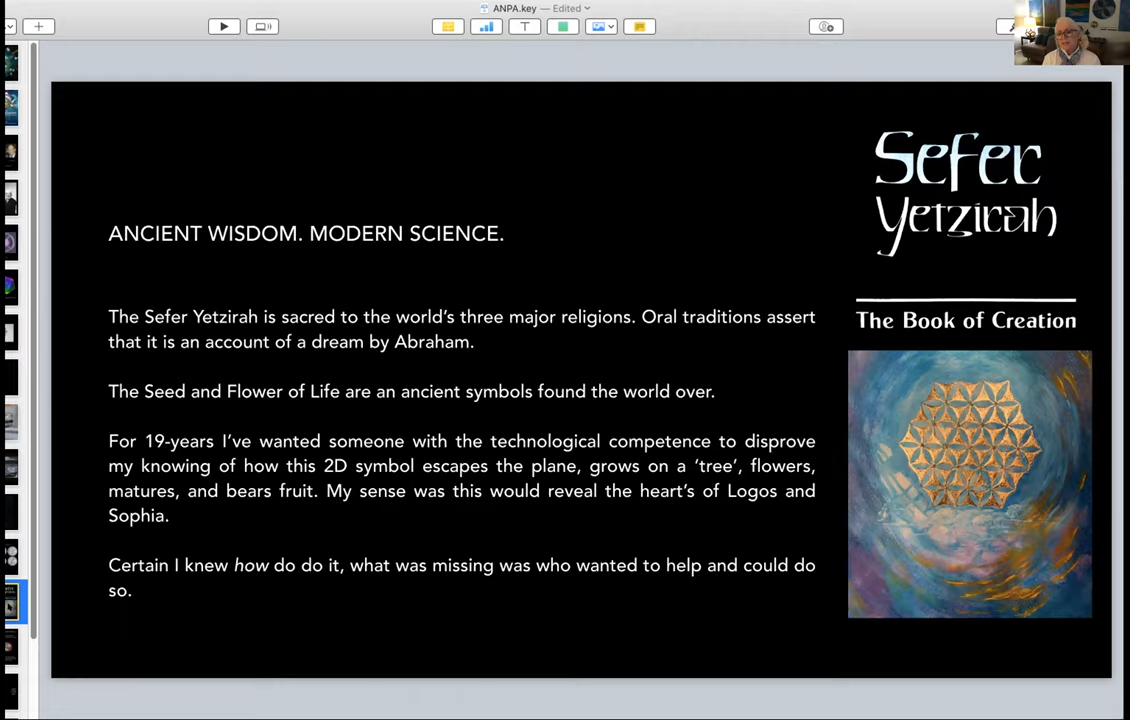 ANPA.key — Edited
Sefer
Yetzirah
ANCIENT WISDOM. MODERN SCIENCE.
The Book of Creation
The Sefer Yetzirah is sacred to the world's three major religions. Oral traditions assert
that it is an account of a dream by Abraham.
The Seed and Flower of Life are an ancient symbols found the world over.
For 19-years I've wanted someone with the technological competence to disprove
my knowing of how this 2D symbol escapes the plane, grows on a 'tree', flowers,
matures, and bears fruit. My sense was this would reveal the heart's of Logos and
Sophia.
Certain I knew how do do it, what was missing was who wanted to help and could do
so.